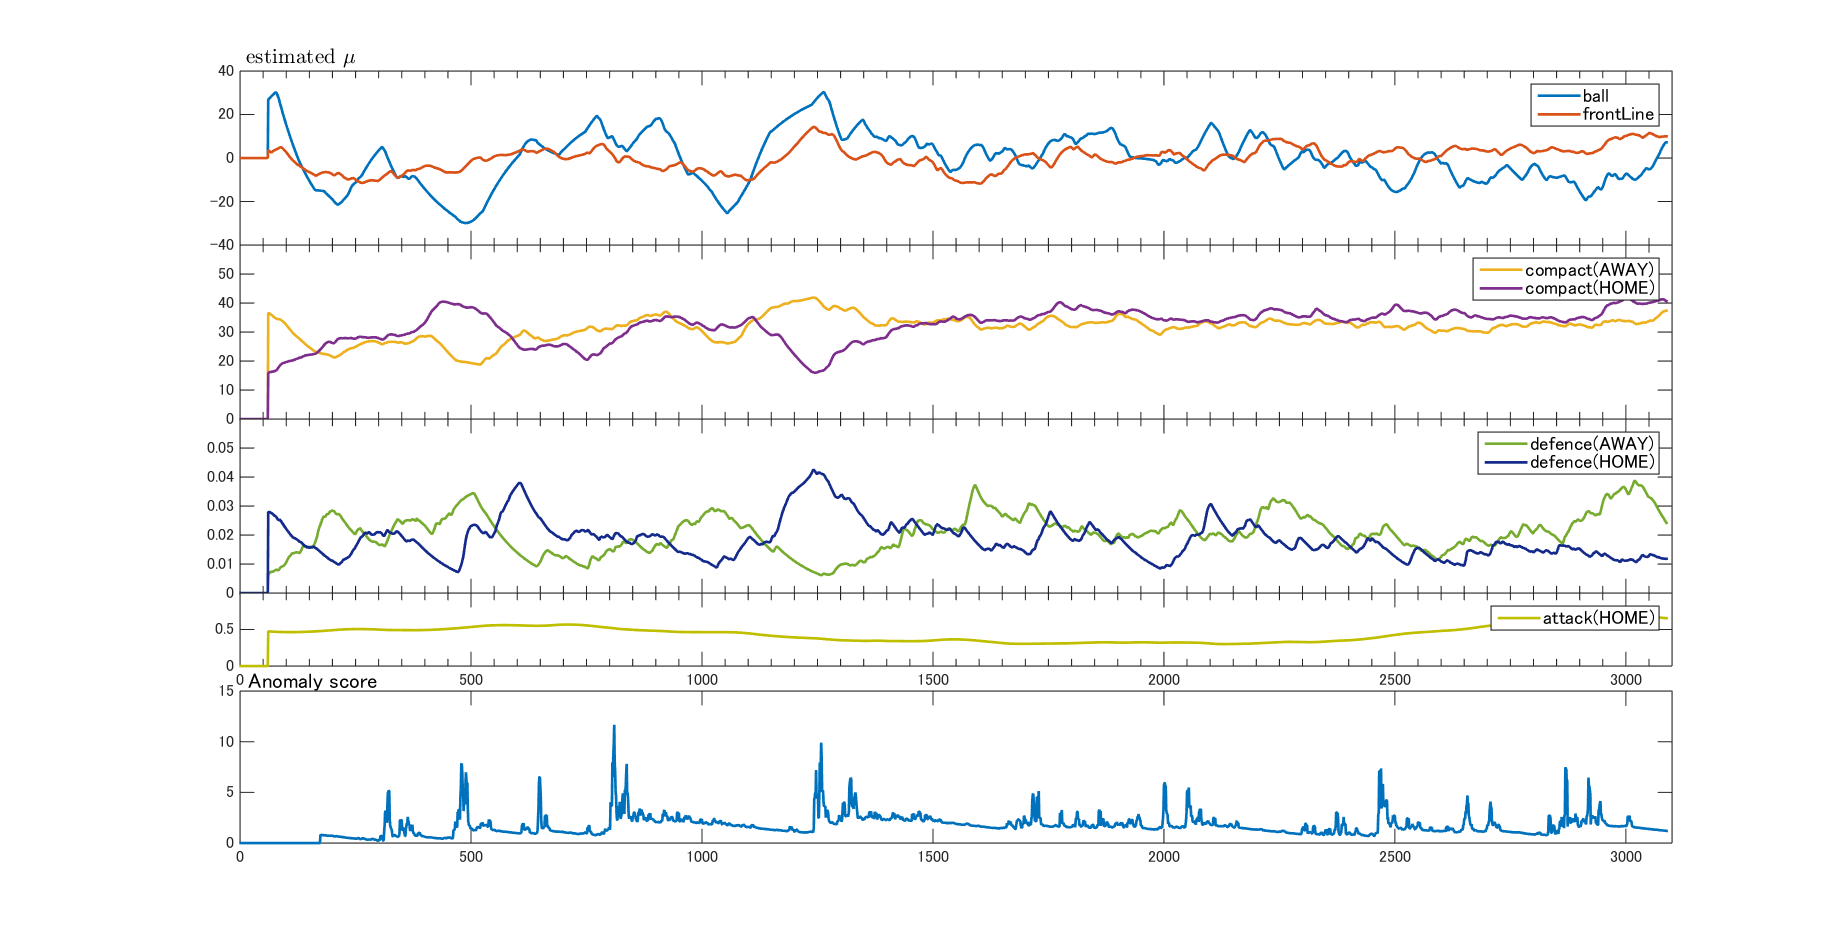 estimated μ
40
20
0
−20
−40
ball
frontLine
50
40
30
20
10
0
compact(AWAY)
compact(HOME)
0.05
0.04
0.03
0.02
0.01
0
defence(AWAY)
defence(HOME)
0.5
0
attack(HOME)
0 500 1000 1500 2000 2500 3000
Anomaly score
15
10
5
0
0 500 1000 1500 2000 2500 3000